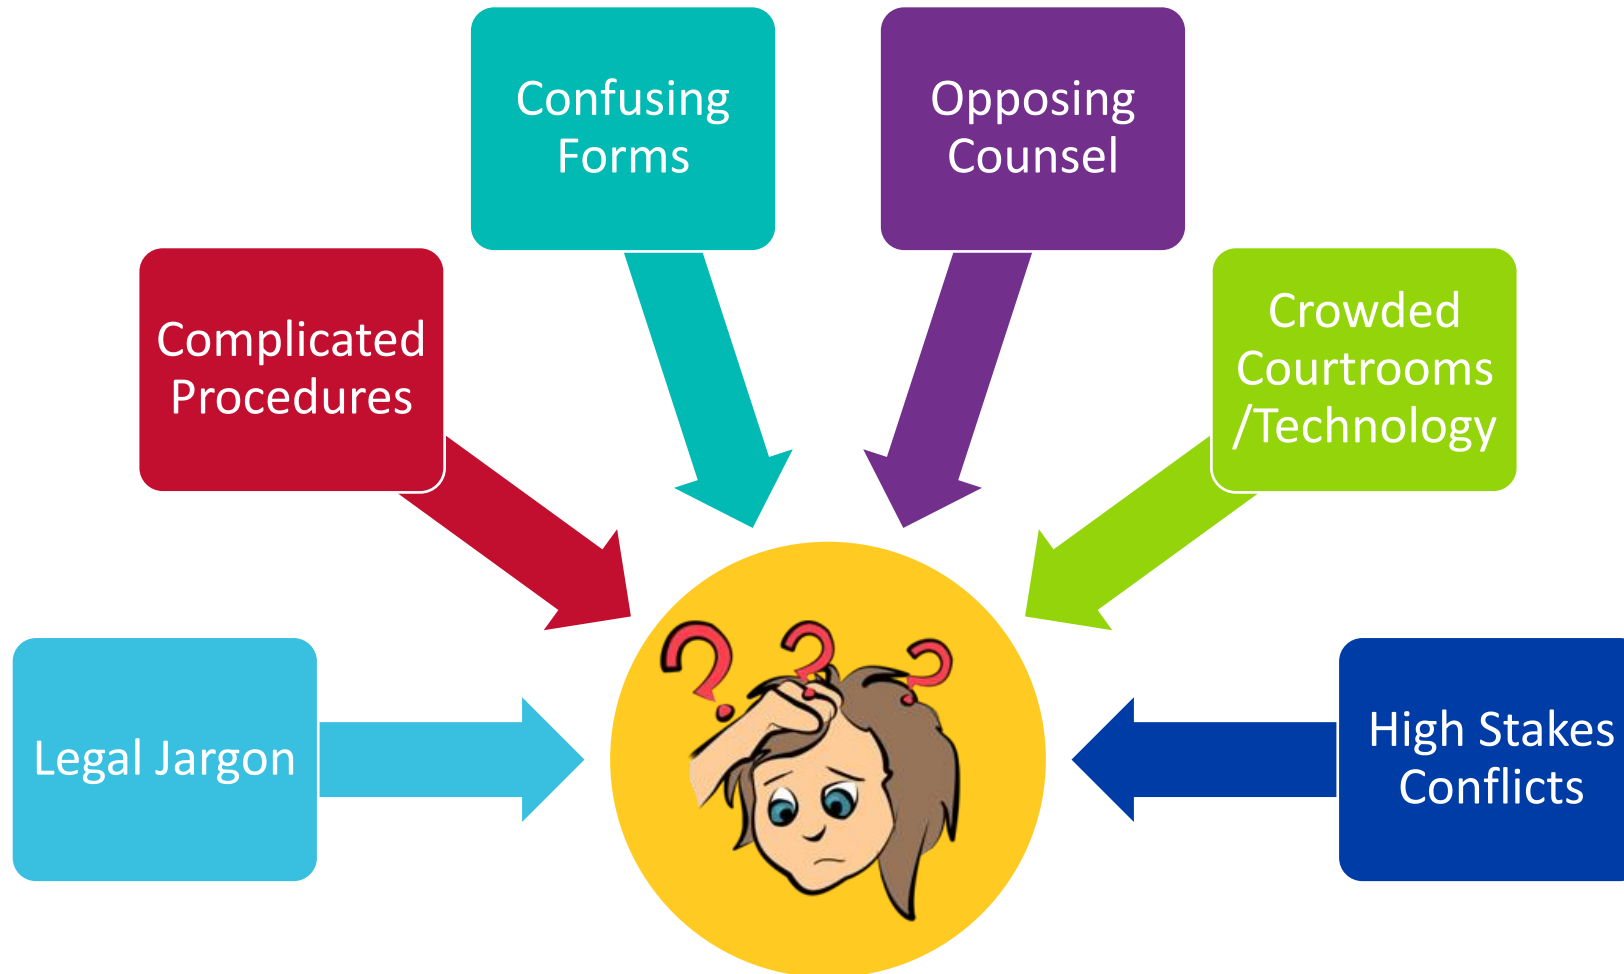 Confusing
Forms
Opposing
Counsel
Complicated
Procedures
Crowded
Courtrooms
/Technology
Legal Jargon
High Stakes
Conflicts
? ? ?